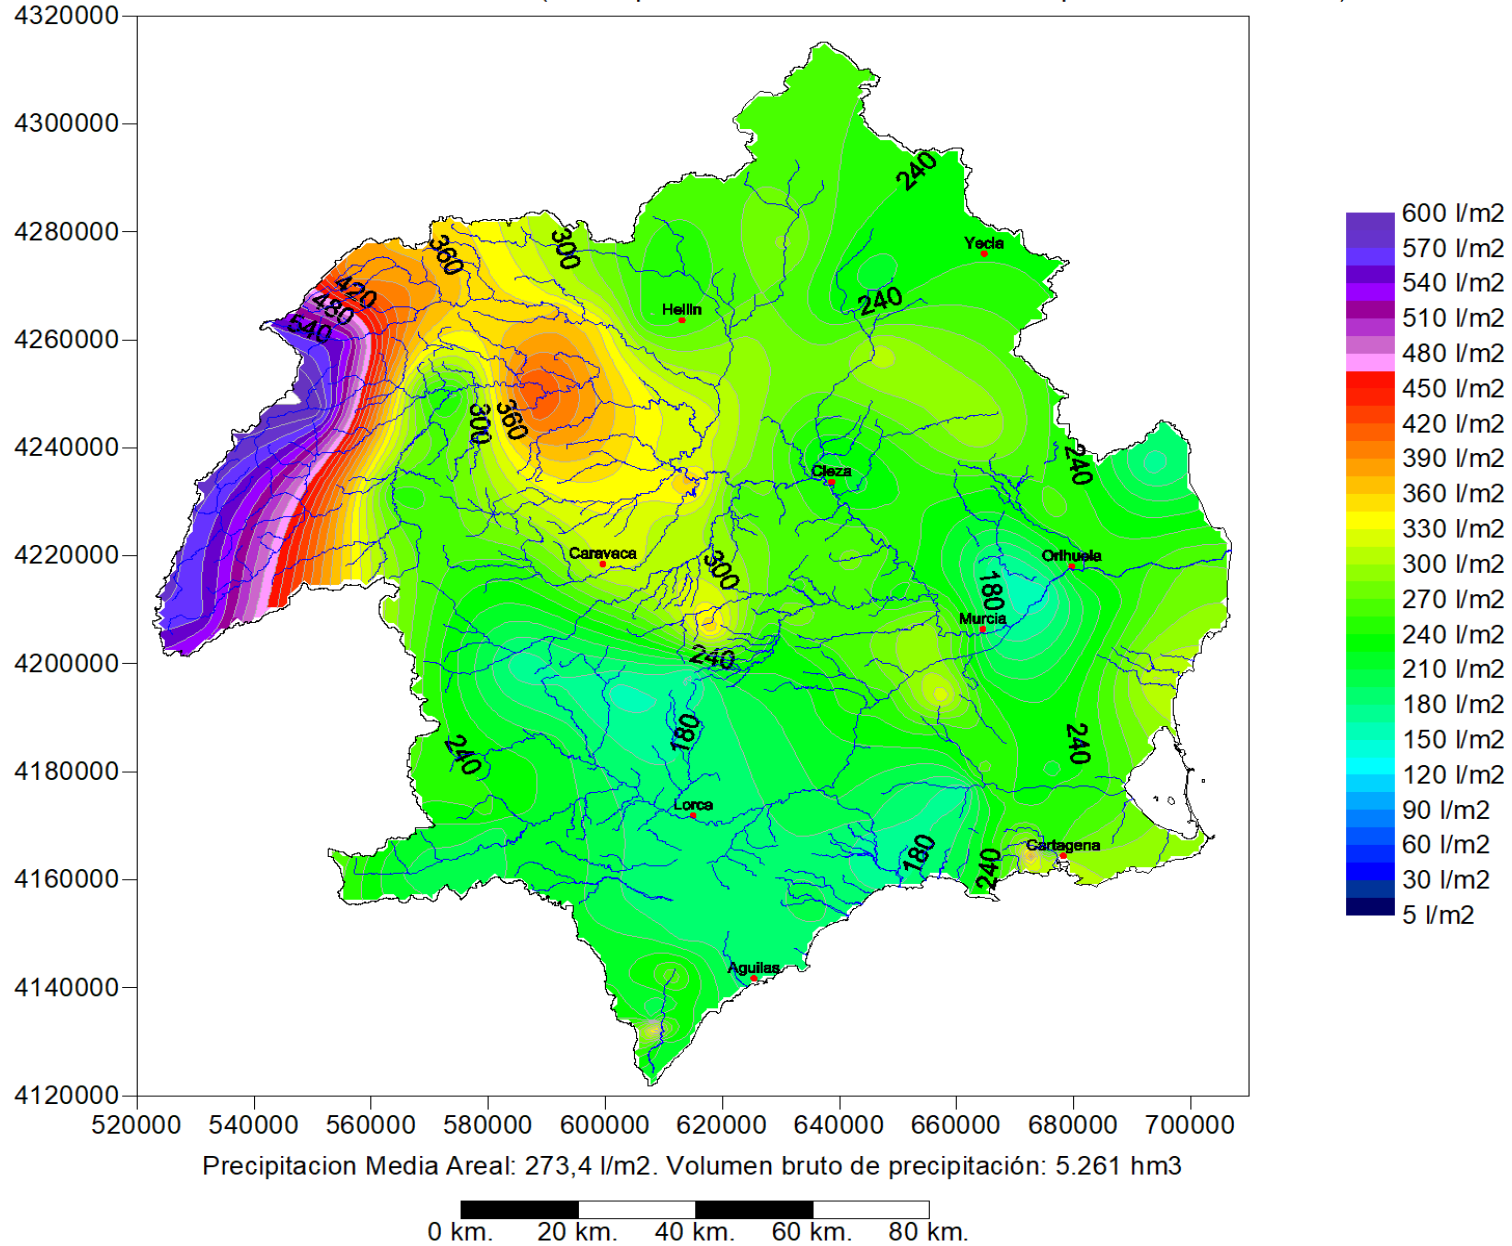 4320000
4300000
4280000
4260000
4240000
4220000
4200000
4180000
4160000
4140000
4120000
520000 540000 560000 580000 600000 620000 640000 660000 680000 700000
240
Yecla
360
300
420
480
540
240
Hellin
300
360
240
Cieza
Caravaca
300
Orihuela
180
Murcia
240
180
240
240
Lorca
180
240
Cartagena
Aguilas
600 l/m2
570 l/m2
540 l/m2
510 l/m2
480 l/m2
450 l/m2
420 l/m2
390 l/m2
360 l/m2
330 l/m2
300 l/m2
270 l/m2
240 l/m2
210 l/m2
180 l/m2
150 l/m2
120 l/m2
90 l/m2
60 l/m2
30 l/m2
5 l/m2
Precipitacion Media Areal: 273,4 l/m2. Volumen bruto de precipitación: 5.261 hm3
0 km. 20 km. 40 km. 60 km. 80 km.